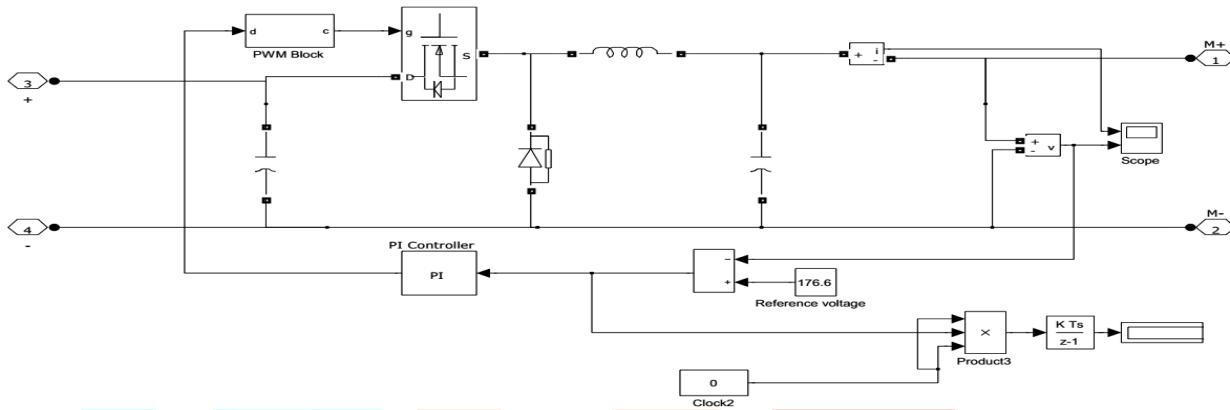 d c
PWM Block
g
S
D
3
+
4
-
+ i
-
M+
1
+
- v
Scope
M-
2
PI Controller
PI
–
+
176.6
Reference voltage
×
Product3
K Ts
z-1
0
Clock2